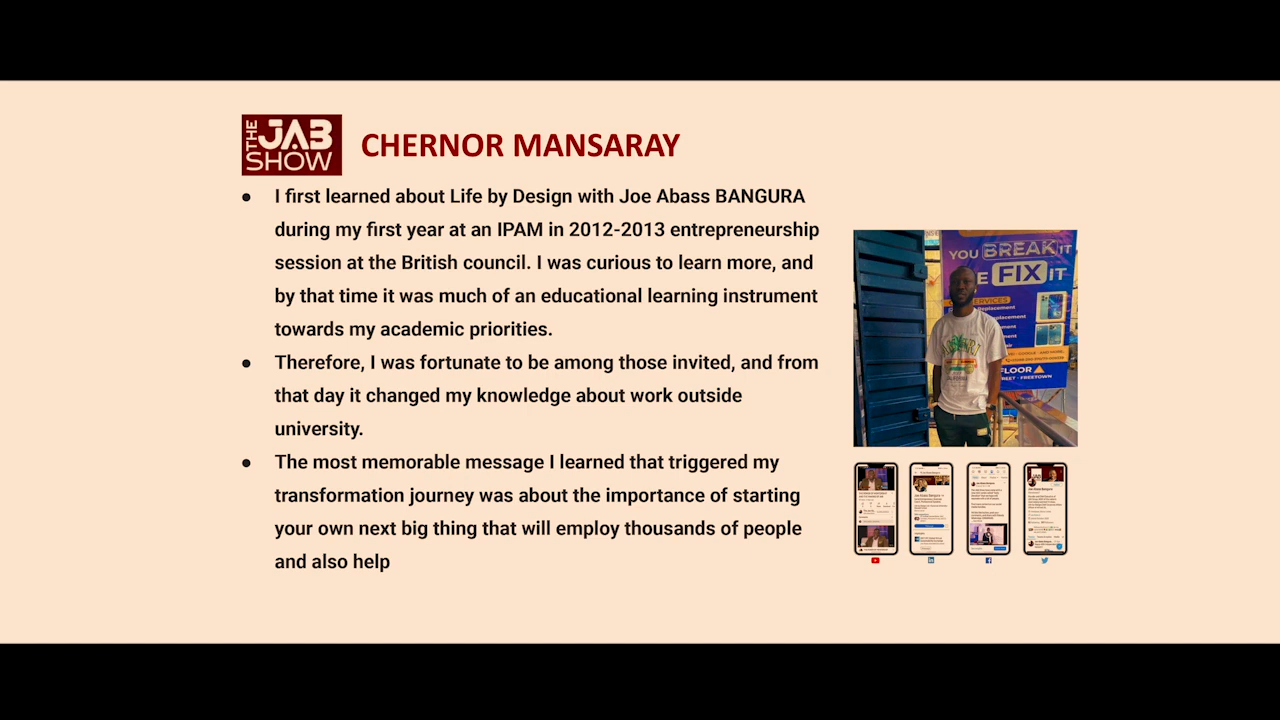 THE JAB
SHOW
CHERNOR MANSARAY
● I first learned about Life by Design with Joe Abass BANGURA
during my first year at an IPAM in 2012-2013 entrepreneurship
session at the British council. I was curious to learn more, and
by that time it was much of an educational learning instrument
towards my academic priorities.
● Therefore, I was fortunate to be among those invited, and from
that day it changed my knowledge about work outside
university.
● The most memorable message I learned that triggered my
transformation journey was about the importance of starting
your own next big thing that will employ thousands of people
and also help
YOU BREAK IT
FIX IT
FLOOR
FREETOWN